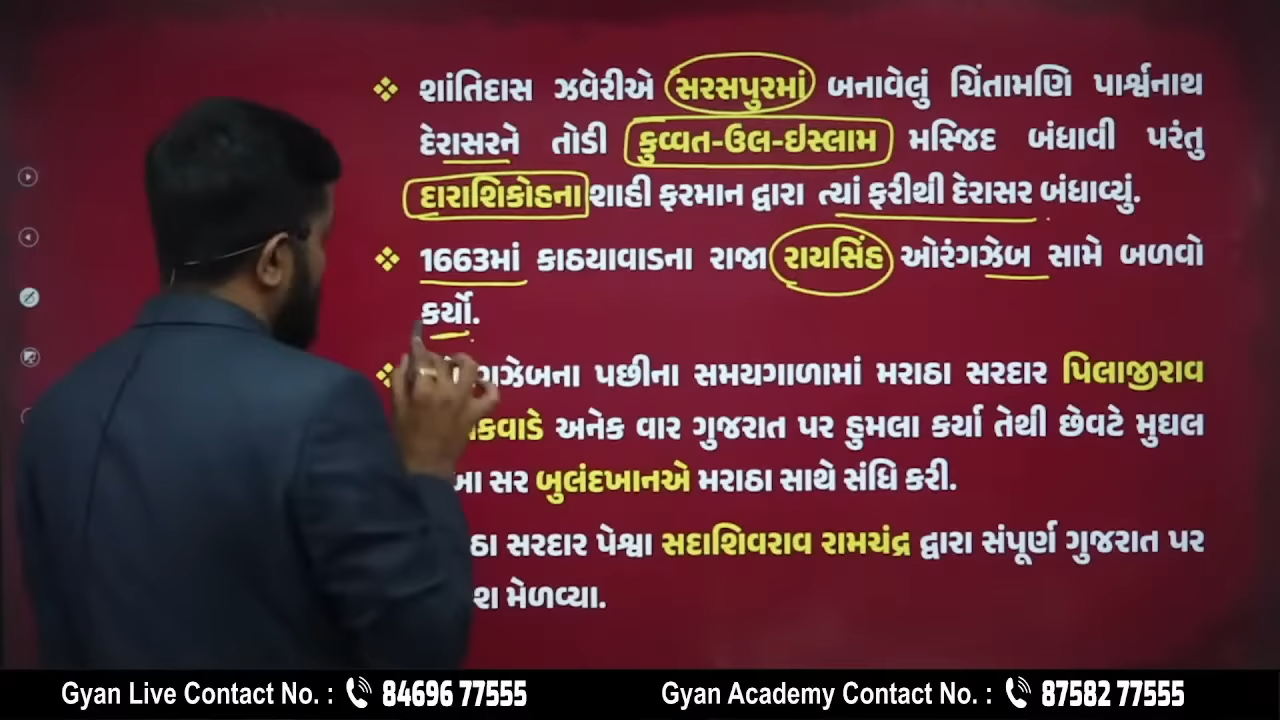 શાંતિદાસ ઝવેરીએ સરસપુરમાં બનાવેલું ચિંતામણિ પાર્શ્વનાથ
દેરાસરને તોડી કુવ્વત-ઉલ-ઇસ્લામ મસ્જિદ બંધાવી પરંતુ
દારાશિકોહના શાહી ફરમાન દ્વારા ત્યાં ફરીથી દેરાસર બંધાવ્યું.
1663માં કાઠયાવાડના રાજા રાયસિંહ ઓરંગઝેબ સામે બળવો
કર્યો.
ગઝેબના પછીના સમયગાળામાં મરાઠા સરદાર પિલાજીરાવ
કવાડે અનેક વાર ગુજરાત પર હુમલા કર્યા તેથી છેવટે મુઘલ
સર બુલંદખાનએ મરાઠા સાથે સંધિ કરી.
ઠા સરદાર પેશ્વા સદાશિવરાવ રામચંદ્ર દ્વારા સંપૂર્ણ ગુજરાત પર
મેળવ્યા.
Gyan Live Contact No. : 84696 77555
Gyan Academy Contact No. : 87582 77555